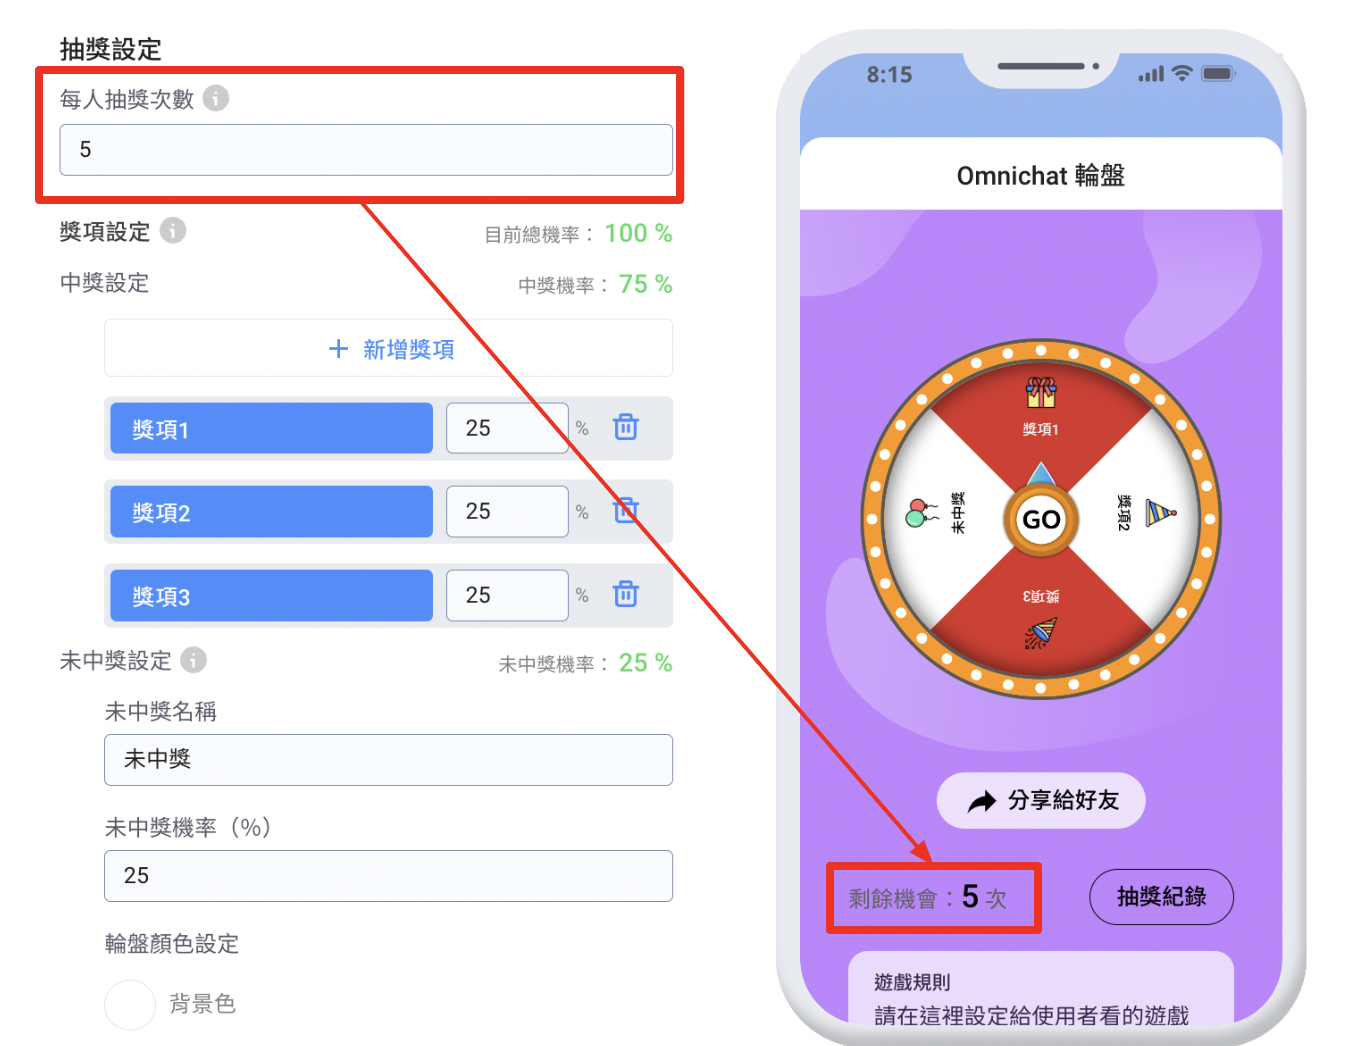 抽獎設定
每人抽獎次數
5
獎項設定
目前總機率： 100 %
中獎設定
中獎機率： 75 %
+ 新增獎項
獎項1
25
%
獎項2
25
%
獎項3
25
%
未中獎設定
未中獎機率： 25 %
未中獎名稱
未中獎
未中獎機率（%）
25
輪盤顏色設定
背景色
8:15
Omnichat 輪盤
獎項1
未中獎
GO
獎項2
獎項3
分享給好友
剩餘機會：5 次
抽獎紀錄
遊戲規則
請在這裡設定給使用者看的遊戲